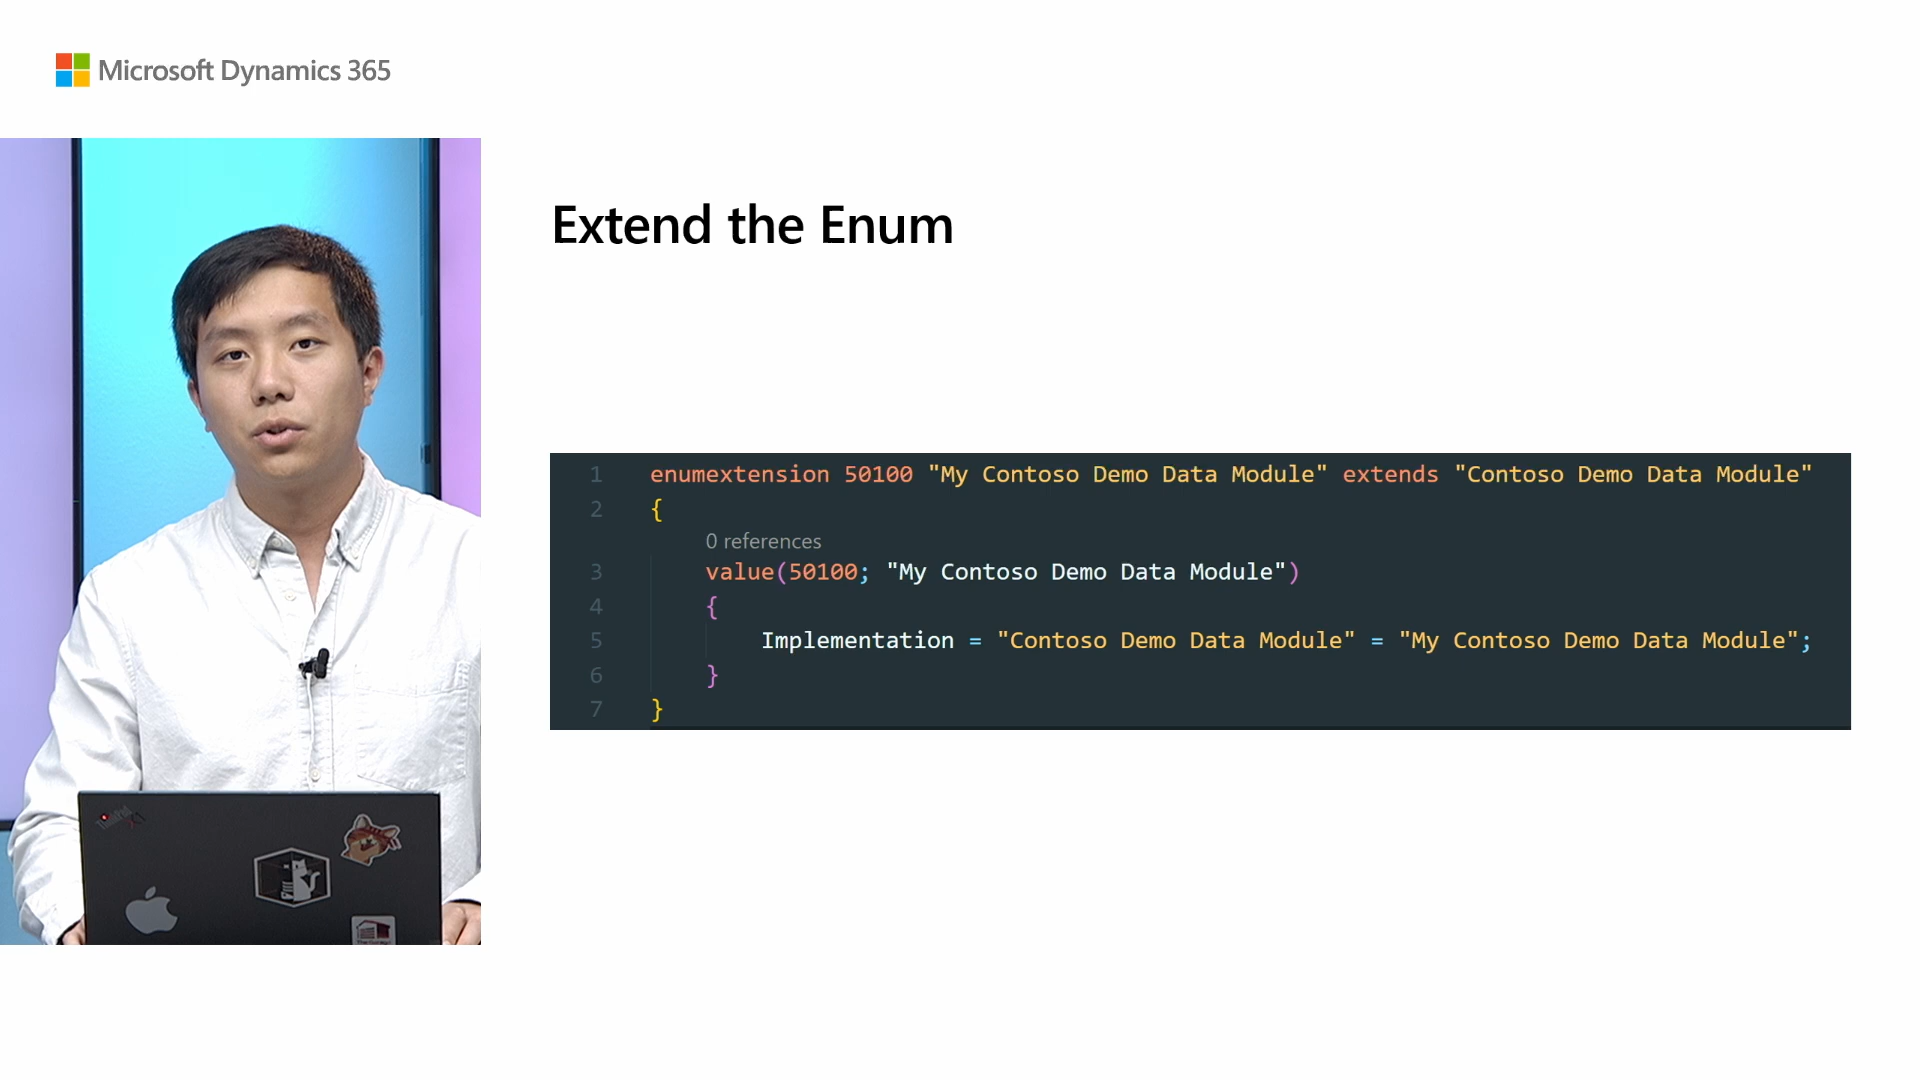 Microsoft Dynamics 365
Extend the Enum
1 enumextension 50100 "My Contoso Demo Data Module" extends "Contoso Demo Data Module"
2 {
0 references
3 value(50100; "My Contoso Demo Data Module")
4 {
5 Implementation = "Contoso Demo Data Module" = "My Contoso Demo Data Module";
6 }
7 }
ThinkPad